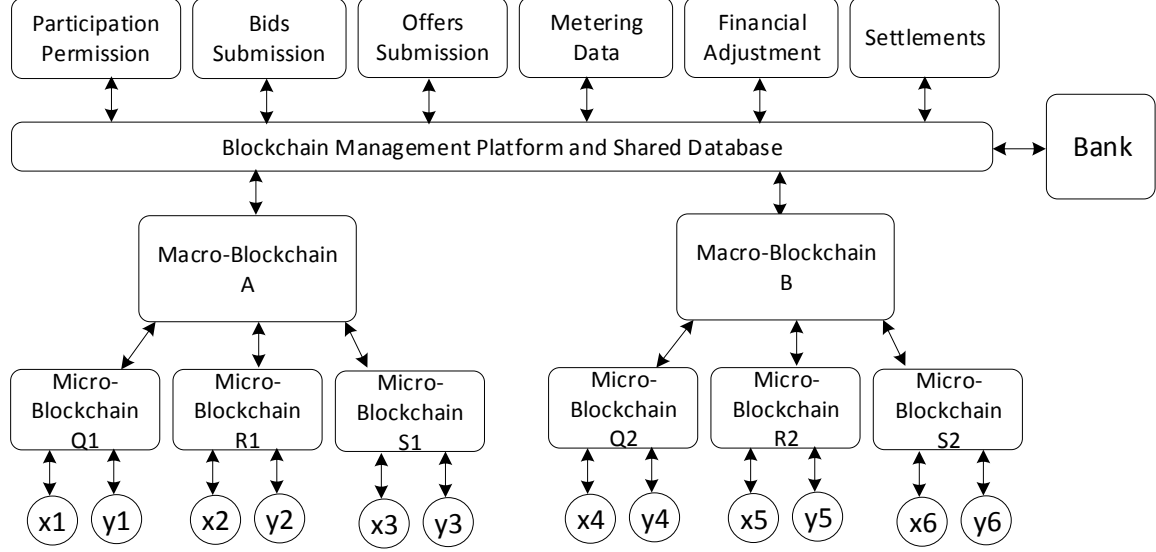 Participation
Permission
Bids
Submission
Offers
Submission
Metering
Data
Financial
Adjustment
Settlements
Blockchain Management Platform and Shared Database
Bank
Macro-Blockchain
A
Macro-Blockchain
B
Micro-
Blockchain
Q1
Micro-
Blockchain
R1
Micro-
Blockchain
S1
Micro-
Blockchain
Q2
Micro-
Blockchain
R2
Micro-
Blockchain
S2
x1
y1
x2
y2
x3
y3
x4
y4
x5
y5
x6
y6